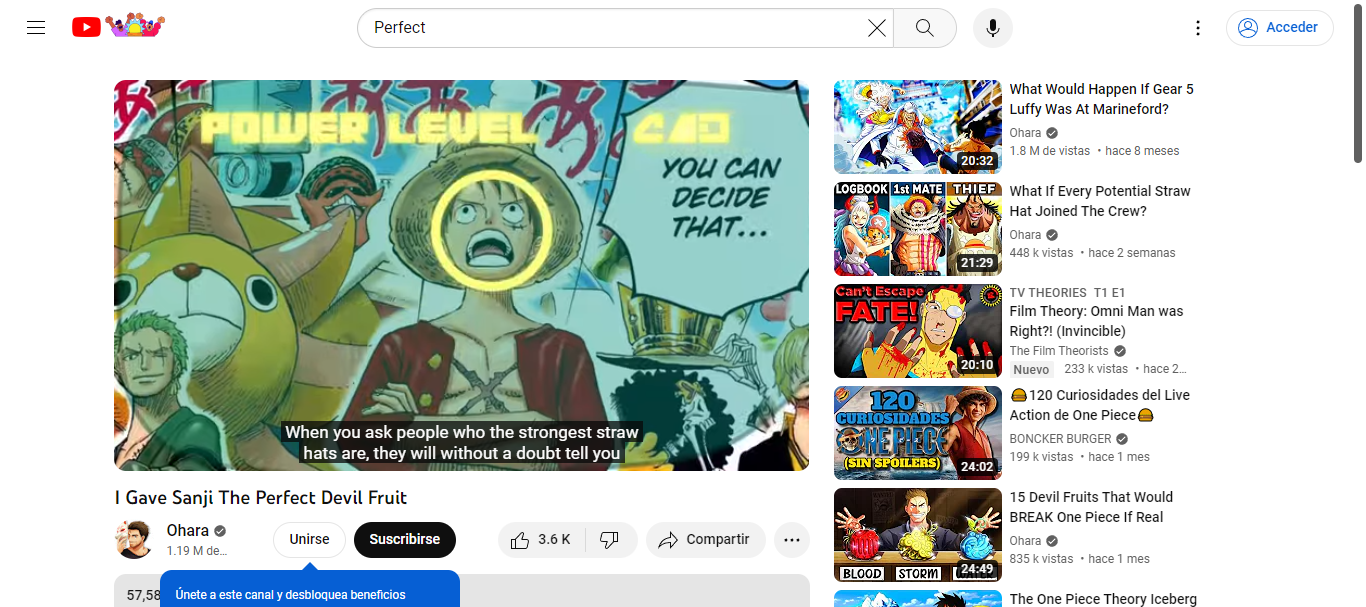 Perfect
Acceder
POWER LEVEL
YOU CAN
DECIDE
THAT...
When you ask people who the strongest straw
hats are, they will without a doubt tell you
I Gave Sanji The Perfect Devil Fruit
Ohara
1.19 M de...
Unirse
Suscribirse
3.6 K
Compartir
57,58
Únete a este canal y desbloquea beneficios
20:32
What Would Happen If Gear 5
Luffy Was At Marineford?
Ohara
1.8 M de vistas • hace 8 meses
LOGBOOK 1st MATE THIEF
21:29
What If Every Potential Straw
Hat Joined The Crew?
Ohara
448 k vistas • hace 2 semanas
Can't Escape
FATE!
20:10
TV THEORIES T1 E1
Film Theory: Omni Man was
Right?! (Invincible)
The Film Theorists
Nuevo 233 k vistas • hace 2...
120
CURIOSIDADES
ONE PIECE
(SIN SPOILERS)
24:02
🍔120 Curiosidades del Live
Action de One Piece🍔
BONCKER BURGER
199 k vistas • hace 1 mes
BLOOD STORM WATER
24:49
15 Devil Fruits That Would
BREAK One Piece If Real
Ohara
835 k vistas • hace 1 mes
The One Piece Theory Iceberg